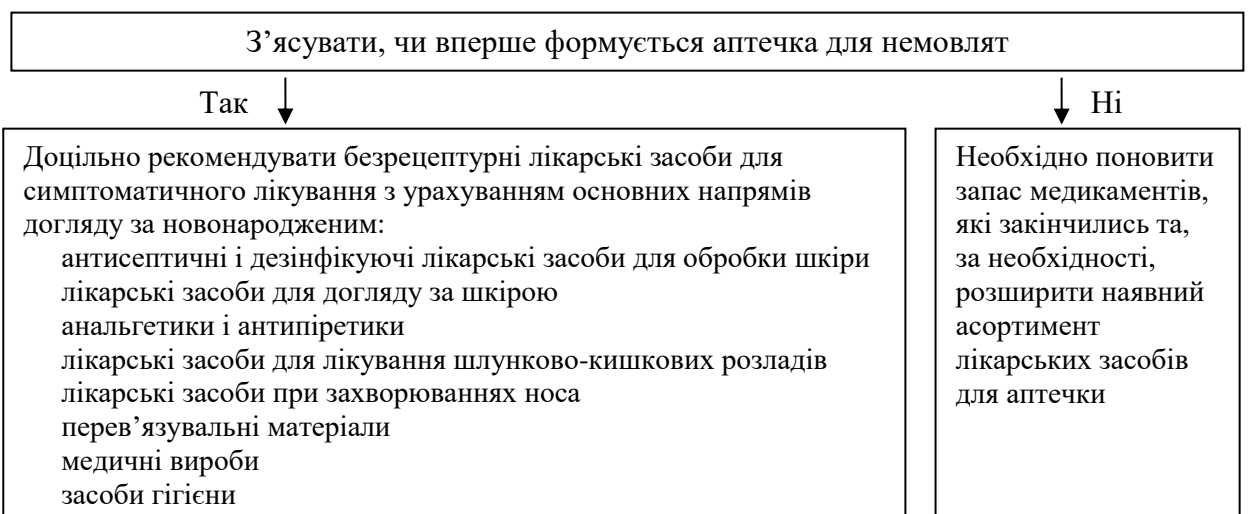 З’ясувати, чи вперше формується аптечка для немовлят
Так
Ні
Доцільно рекомендувати безрецептурні лікарські засоби для
симптоматичного лікування з урахуванням основних напрямів
догляду за новонародженим:
антисептичні і дезінфікуючі лікарські засоби для обробки шкіри
лікарські засоби для догляду за шкірою
анальгетики і антипіретики
лікарські засоби для лікування шлунково-кишкових розладів
лікарські засоби при захворюваннях носа
перев’язувальні матеріали
медичні вироби
засоби гігієни
Необхідно поновити
запас медикаментів,
які закінчились та,
за необхідності,
розширити наявний
асортимент
лікарських засобів
для аптечки